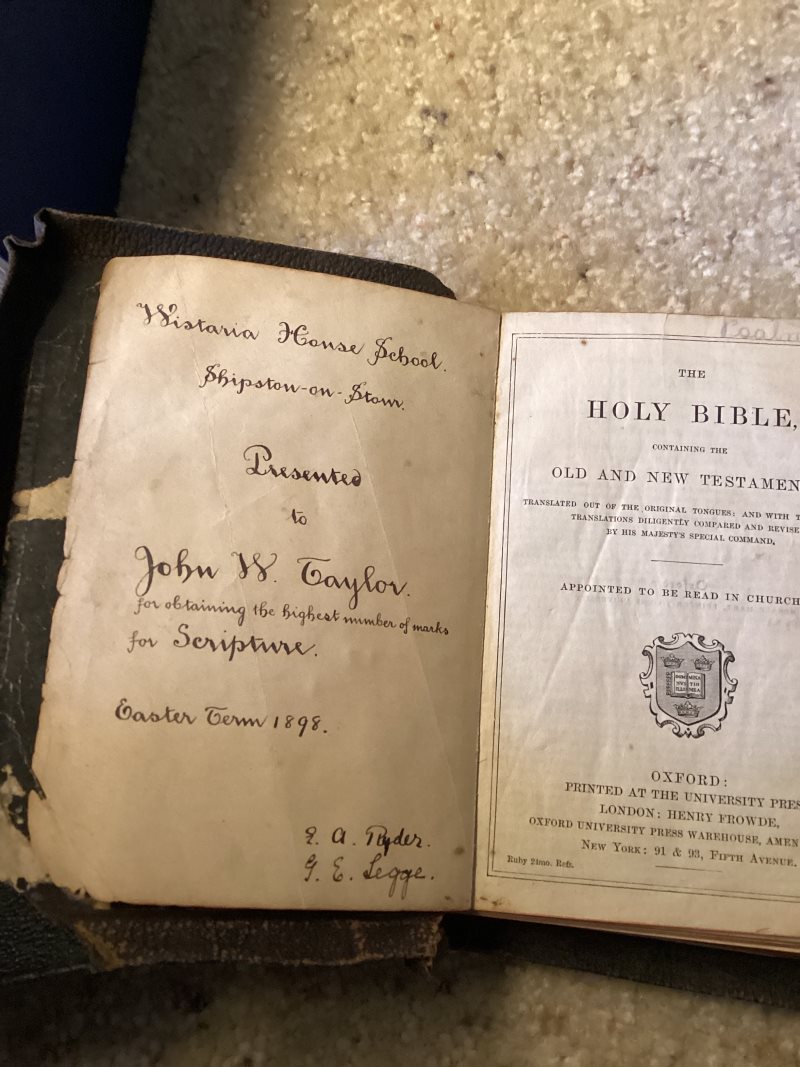 Wistaria House School.
Shipston-on-Stour.
Presented
to
John W. Taylor.
for obtaining the highest number of marks
for Scripture.
Easter Term 1898.
E. A. Ryder.
G. E. Legge.
THE
HOLY BIBLE,
CONTAINING THE
OLD AND NEW TESTAMEN
TRANSLATED OUT OF THE ORIGINAL TONGUES: AND WITH T
TRANSLATIONS DILIGENTLY COMPARED AND REVISE
BY HIS MAJESTY'S SPECIAL COMMAND.
APPOINTED TO BE READ IN CHURCH
DOMINVS ILLVMINA
OXFORD:
PRINTED AT THE UNIVERSITY PRES
LONDON: HENRY FROWDE,
OXFORD UNIVERSITY PRESS WAREHOUSE, AMEN
NEW YORK: 91 & 93, FIFTH AVENUE.
Ruby 24mo. Refs.